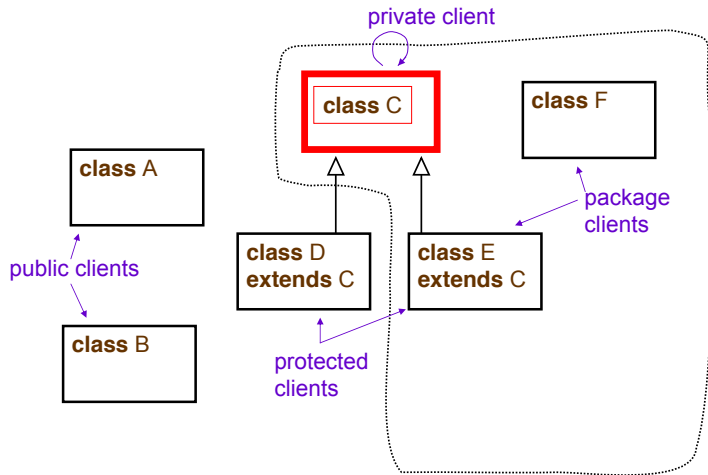 private client
class C
class F
class A
package
clients
class D
extends C
class E
extends C
public clients
class B
protected
clients